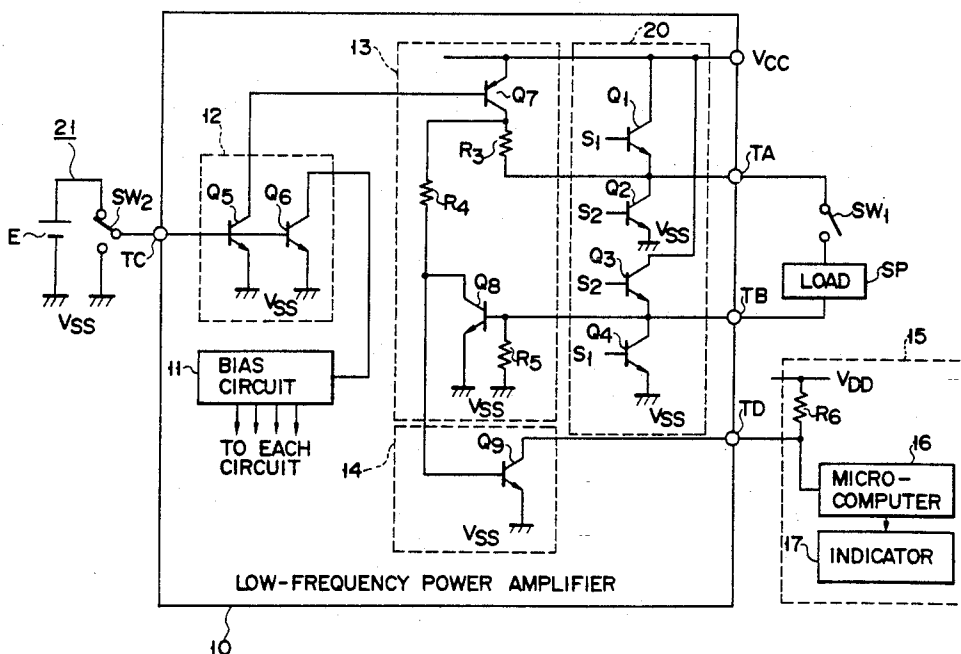 13
20
VCC
Q7
Q1
21
12
S1
R3
TA
SW2
Q5
Q6
R4
Q2
SW1
S2
VSS
E
TC
Q3
Q8
S2
LOAD
SP
TB
VSS
VSS
Q4
R5
S1
15
11
BIAS
CIRCUIT
VSS
VSS
VDD
TD
R6
TO EACH
CIRCUIT
14
Q9
16
MICRO-
COMPUTER
VSS
17
INDICATOR
LOW-FREQUENCY POWER AMPLIFIER
10